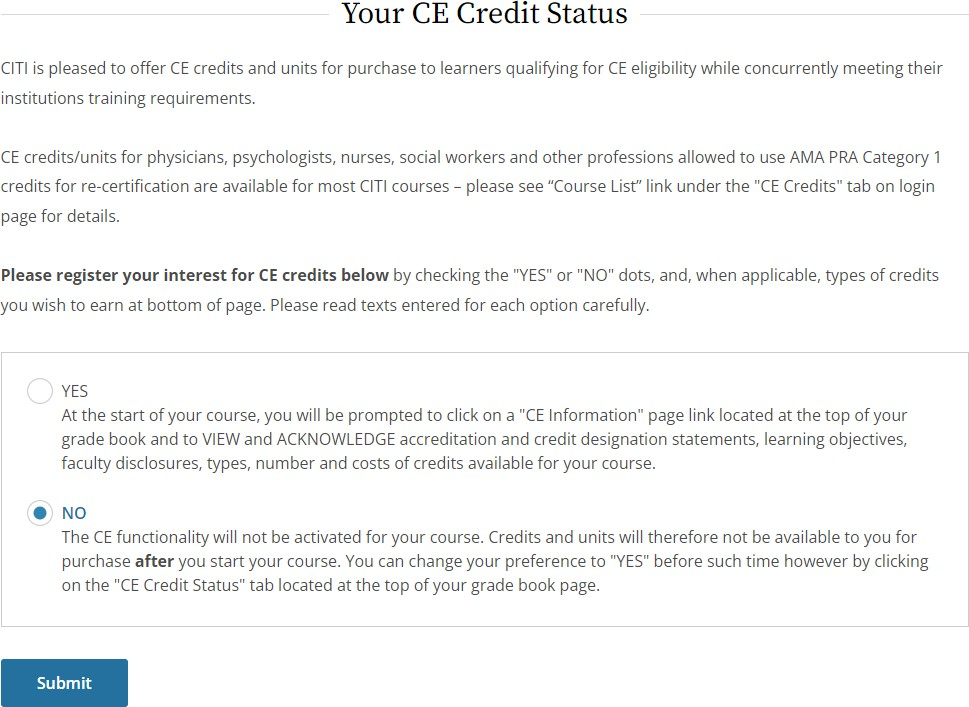 Your CE Credit Status
CITI is pleased to offer CE credits and units for purchase to learners qualifying for CE eligibility while concurrently meeting their
institutions training requirements.
CE credits/units for physicians, psychologists, nurses, social workers and other professions allowed to use AMA PRA Category 1
credits for re-certification are available for most CITI courses – please see “Course List” link under the "CE Credits" tab on login
page for details.
Please register your interest for CE credits below by checking the "YES" or "NO" dots, and, when applicable, types of credits
you wish to earn at bottom of page. Please read texts entered for each option carefully.
YES
At the start of your course, you will be prompted to click on a "CE Information" page link located at the top of your
grade book and to VIEW and ACKNOWLEDGE accreditation and credit designation statements, learning objectives,
faculty disclosures, types, number and costs of credits available for your course.
NO
The CE functionality will not be activated for your course. Credits and units will therefore not be available to you for
purchase after you start your course. You can change your preference to "YES" before such time however by clicking
on the "CE Credit Status" tab located at the top of your grade book page.
Submit